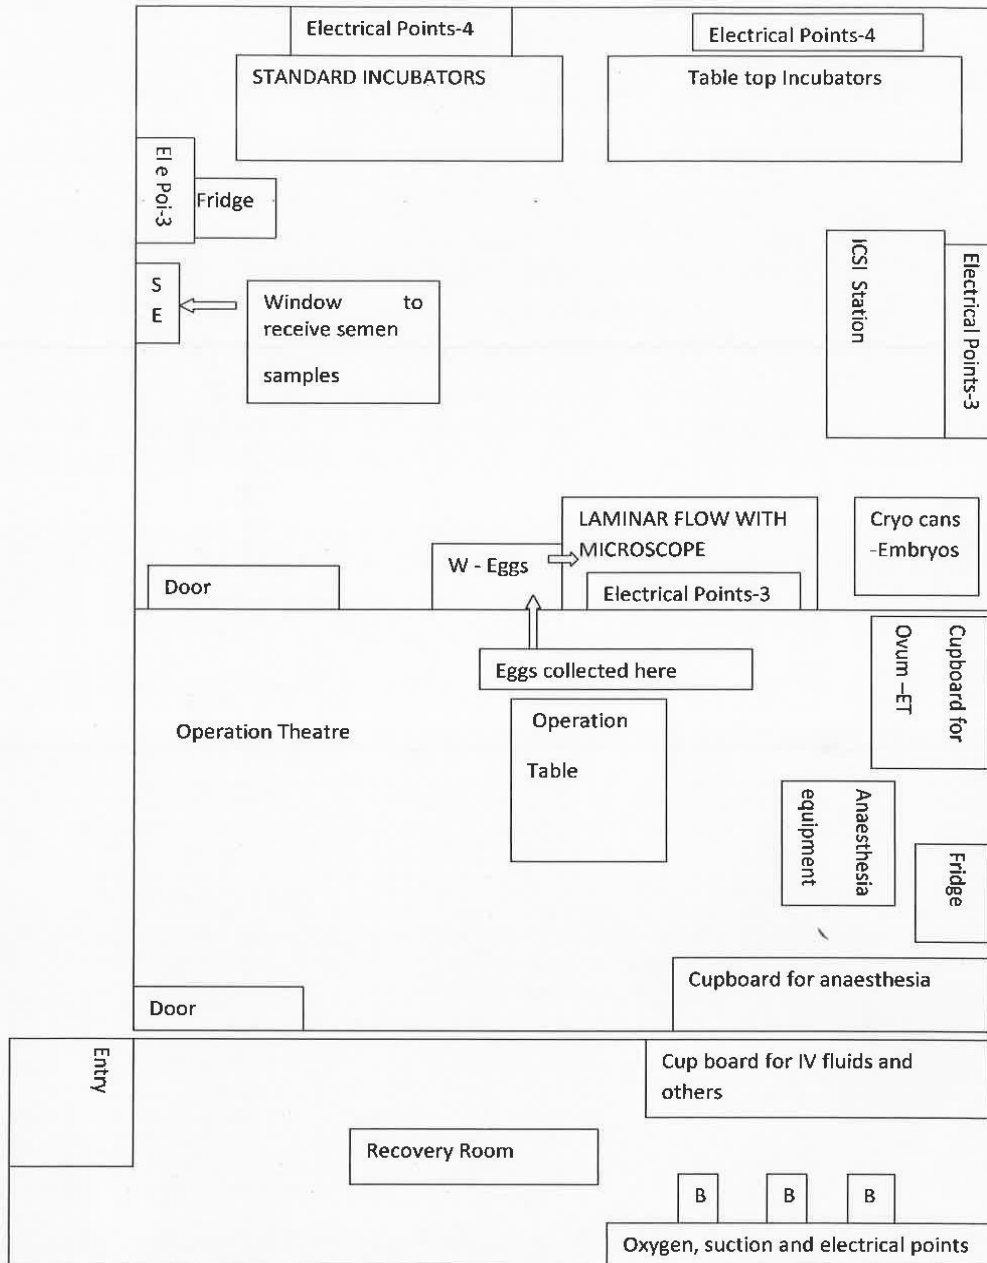 Electrical Points-4
Electrical Points-4
STANDARD INCUBATORS
Table top Incubators
El e Poi-3
Fridge
ICSI Station
Electrical Points-3
S
E
Window to
receive semen
samples
LAMINAR FLOW WITH
MICROSCOPE
Cryo cans
-Embryos
W - Eggs
Door
Electrical Points-3
Cupboard for
Ovum –ET
Eggs collected here
Operation Theatre
Operation
Table
Anaesthesia
equipment
Fridge
Cupboard for anaesthesia
Door
Entry
Cup board for IV fluids and
others
Recovery Room
B
B
B
Oxygen, suction and electrical points